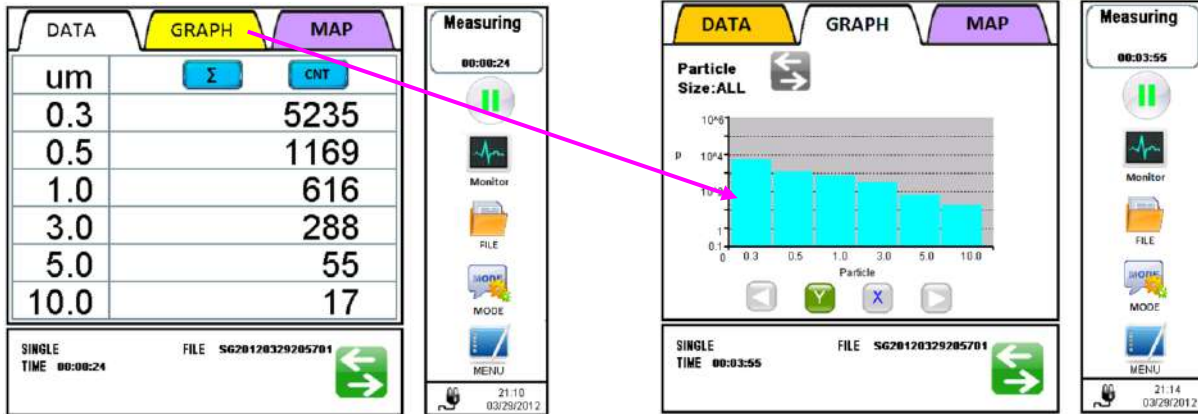 DATA GRAPH MAP
um Σ CNT
0.3 5235
0.5 1169
1.0 616
3.0 288
5.0 55
10.0 17
SINGLE FILE SG20120329205701
TIME 00:00:24
Measuring
00:00:24
Monitor
FILE
MODE
MODE
MENU
21:10
03/29/2012
DATA GRAPH MAP
Particle
Size:ALL
10^6
P
10^4
1
0.1
0 0.3 0.5 1.0 3.0 5.0 10.0
Particle
Y X
SINGLE FILE SG20120329205701
TIME 00:03:55
Measuring
00:03:55
Monitor
FILE
MODE
MODE
MENU
21:14
03/29/2012